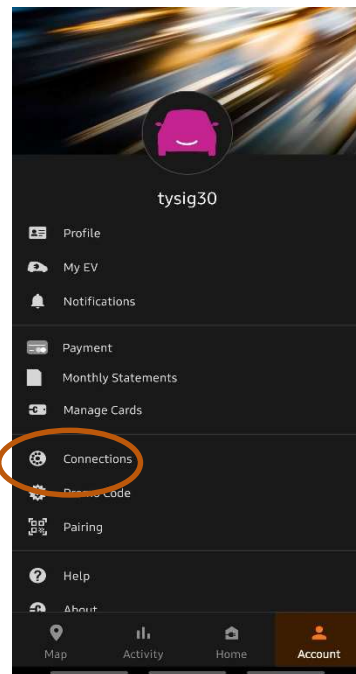 tysig30
Profile
My EV
Notifications
Payment
Monthly Statements
Manage Cards
Connections
Promo Code
Pairing
Help
About
Map
Activity
Home
Account